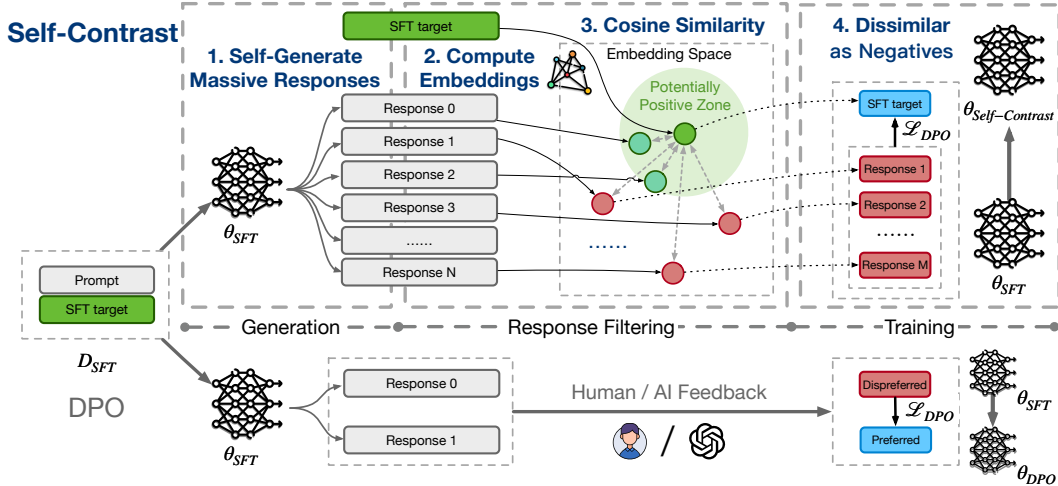 Self-Contrast
SFT target
1. Self-Generate
Massive Responses
2. Compute
Embeddings
3. Cosine Similarity
4. Dissimilar
as Negatives
Embedding Space
Potentially
Positive Zone
Response 0
Response 1
Response 2
Response 3
......
Response N
θSFT
......
SFT target
ℒDPO
Response 1
Response 2
......
Response M
θSelf−Contrast
θSFT
Prompt
SFT target
DSFT
Generation
Response Filtering
Training
DPO
θSFT
Response 0
Response 1
Human / AI Feedback
/
Dispreferred
ℒDPO
Preferred
θSFT
θDPO